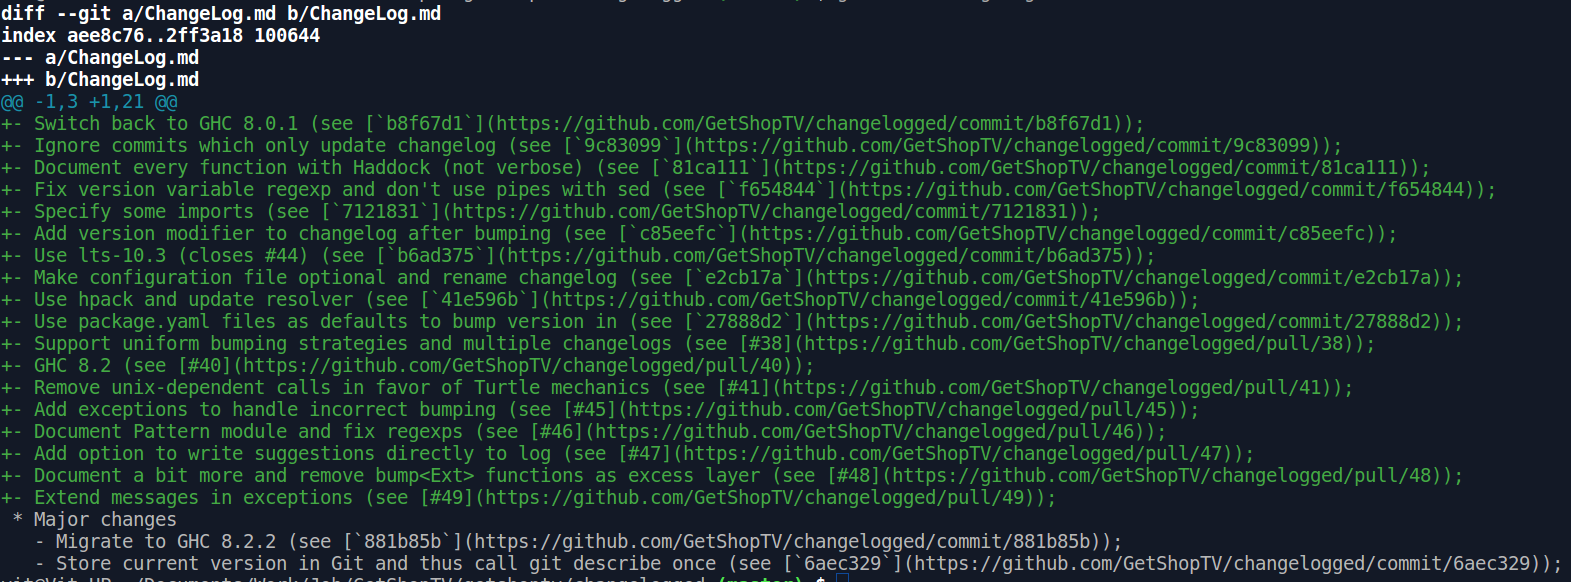 diff --git a/ChangeLog.md b/ChangeLog.md
index aee8c76..2ff3a18 100644
--- a/ChangeLog.md
+++ b/ChangeLog.md
@@ -1,3 +1,21 @@
+- Switch back to GHC 8.0.1 (see [`b8f67d1`](https://github.com/GetShopTV/changelogged/commit/b8f67d1));
+- Ignore commits which only update changelog (see [`9c83099`](https://github.com/GetShopTV/changelogged/commit/9c83099));
+- Document every function with Haddock (not verbose) (see [`81ca111`](https://github.com/GetShopTV/changelogged/commit/81ca111));
+- Fix version variable regexp and don't use pipes with sed (see [`f654844`](https://github.com/GetShopTV/changelogged/commit/f654844));
+- Specify some imports (see [`7121831`](https://github.com/GetShopTV/changelogged/commit/7121831));
+- Add version modifier to changelog after bumping (see [`c85eefc`](https://github.com/GetShopTV/changelogged/commit/c85eefc));
+- Use lts-10.3 (closes #44) (see [`b6ad375`](https://github.com/GetShopTV/changelogged/commit/b6ad375));
+- Make configuration file optional and rename changelog (see [`e2cb17a`](https://github.com/GetShopTV/changelogged/commit/e2cb17a));
+- Use hpack and update resolver (see [`41e596b`](https://github.com/GetShopTV/changelogged/commit/41e596b));
+- Use package.yaml files as defaults to bump version in (see [`27888d2`](https://github.com/GetShopTV/changelogged/commit/27888d2));
+- Support uniform bumping strategies and multiple changelogs (see [#38](https://github.com/GetShopTV/changelogged/pull/38));
+- GHC 8.2 (see [#40](https://github.com/GetShopTV/changelogged/pull/40));
+- Remove unix-dependent calls in favor of Turtle mechanics (see [#41](https://github.com/GetShopTV/changelogged/pull/41));
+- Add exceptions to handle incorrect bumping (see [#45](https://github.com/GetShopTV/changelogged/pull/45));
+- Document Pattern module and fix regexps (see [#46](https://github.com/GetShopTV/changelogged/pull/46));
+- Add option to write suggestions directly to log (see [#47](https://github.com/GetShopTV/changelogged/pull/47));
+- Document a bit more and remove bump<Ext> functions as excess layer (see [#48](https://github.com/GetShopTV/changelogged/pull/48));
+- Extend messages in exceptions (see [#49](https://github.com/GetShopTV/changelogged/pull/49));
 * Major changes
   - Migrate to GHC 8.2.2 (see [`881b85b`](https://github.com/GetShopTV/changelogged/commit/881b85b));
   - Store current version in Git and thus call git describe once (see [`6aec329`](https://github.com/GetShopTV/changelogged/commit/6aec329));